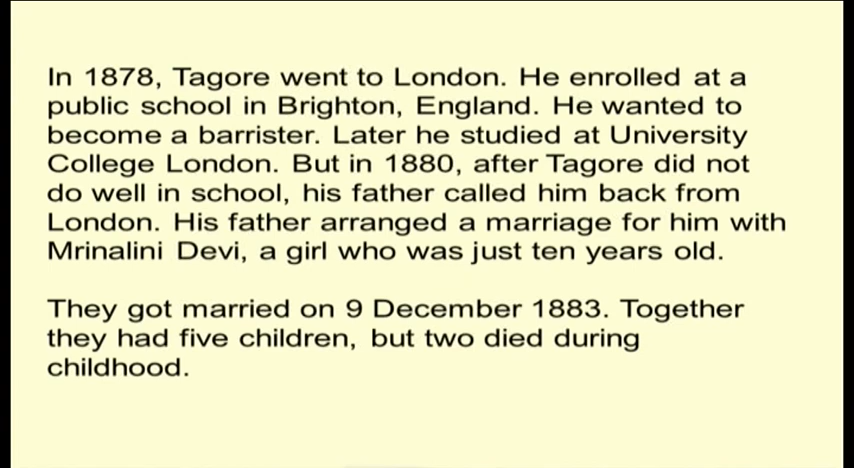 In 1878, Tagore went to London. He enrolled at a
public school in Brighton, England. He wanted to
become a barrister. Later he studied at University
College London. But in 1880, after Tagore did not
do well in school, his father called him back from
London. His father arranged a marriage for him with
Mrinalini Devi, a girl who was just ten years old.
They got married on 9 December 1883. Together
they had five children, but two died during
childhood.